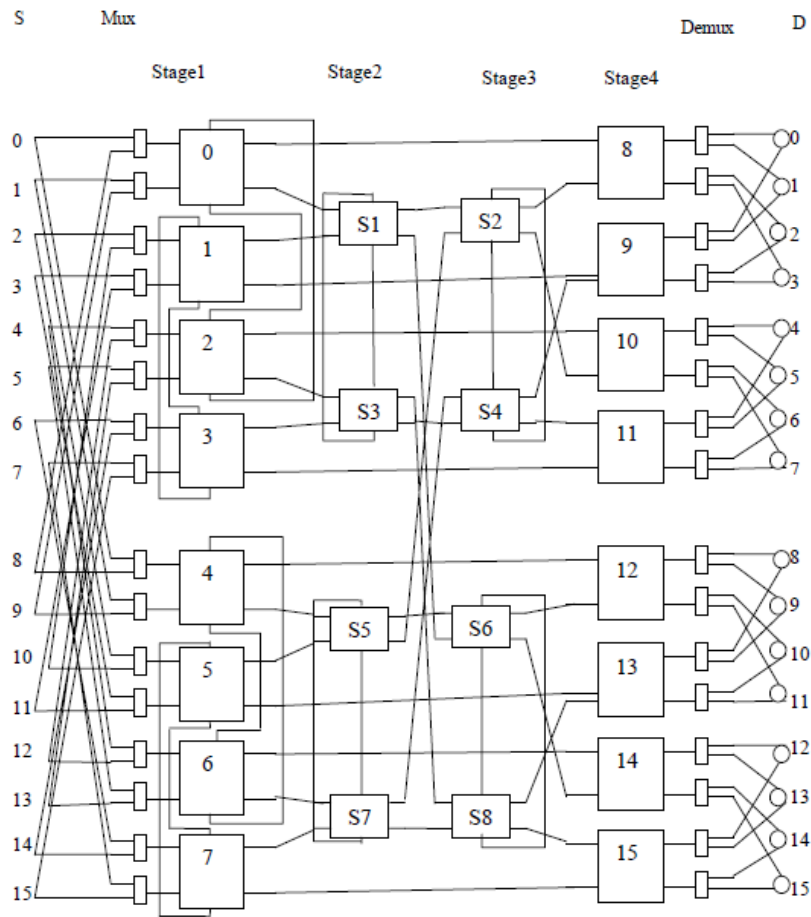 S Mux Demux D
Stage1 Stage2 Stage3 Stage4
0 0 8 0
1 1
S1 S2
2 1 9 2
3 3
4 2 10 4
5 5
S3 S4
6 3 11 6
7 7
8 4 12 8
9 9
S5 S6
10 5 13 10
11 11
12 6 14 12
13 13
S7 S8
14 7 15 14
15 15